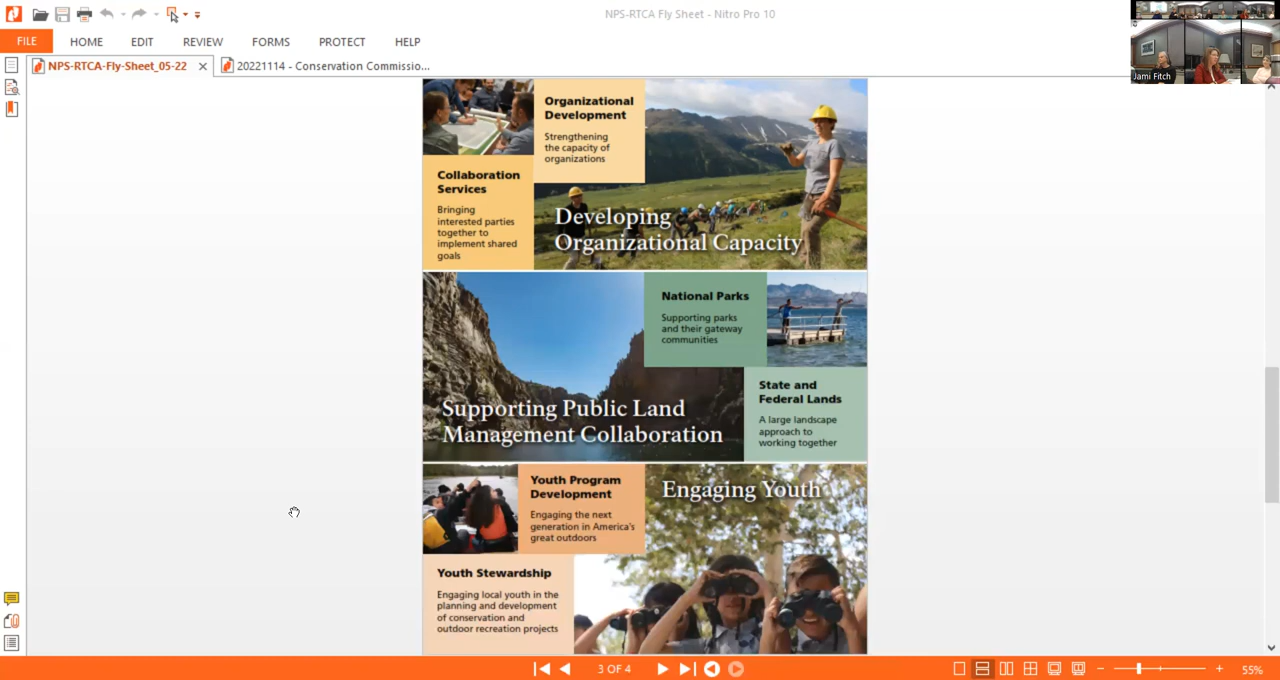 NPS-RTCA Fly Sheet - Nitro Pro 10
FILE
HOME
EDIT
REVIEW
FORMS
PROTECT
HELP
NPS-RTCA-Fly-Sheet_05-22
20221114 - Conservation Commissio...
Jami Fitch
Organizational
Development
Strengthening
the capacity of
organizations
Collaboration
Services
Bringing
interested parties
together to
implement shared
goals
Developing
Organizational Capacity
National Parks
Supporting parks
and their gateway
communities
State and
Federal Lands
A large landscape
approach to
working together
Supporting Public Land
Management Collaboration
Youth Program
Development
Engaging the next
generation in America's
great outdoors
Engaging Youth
Youth Stewardship
Engaging local youth in the
planning and development
of conservation and
outdoor recreation projects
3 OF 4
55%